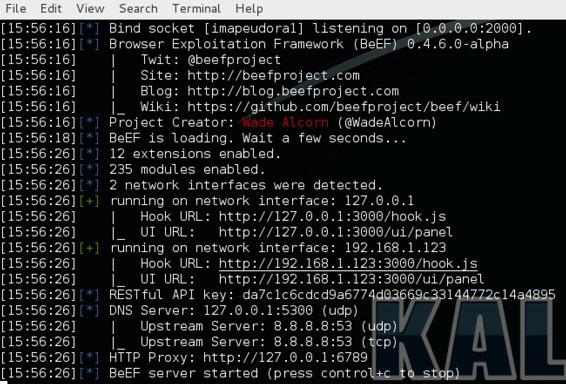 File Edit View Search Terminal Help
[15:56:16][*] Bind socket [imapeudora1] listening on [0.0.0.0:2000].
[15:56:16][*] Browser Exploitation Framework (BeEF) 0.4.6.0-alpha
[15:56:16]    |   Twit: @beefproject
[15:56:16]    |   Site: http://beefproject.com
[15:56:16]    |   Blog: http://blog.beefproject.com
[15:56:16]    |_  Wiki: https://github.com/beefproject/beef/wiki
[15:56:16][*] Project Creator: Wade Alcorn (@WadeAlcorn)
[15:56:18][*] BeEF is loading. Wait a few seconds...
[15:56:26][*] 12 extensions enabled.
[15:56:26][*] 235 modules enabled.
[15:56:26][*] 2 network interfaces were detected.
[15:56:26][+] running on network interface: 127.0.0.1
[15:56:26]    |   Hook URL: http://127.0.0.1:3000/hook.js
[15:56:26]    |_  UI URL:   http://127.0.0.1:3000/ui/panel
[15:56:26][+] running on network interface: 192.168.1.123
[15:56:26]    |   Hook URL: http://192.168.1.123:3000/hook.js
[15:56:26]    |_  UI URL:   http://192.168.1.123:3000/ui/panel
[15:56:26][*] RESTful API key: da7c1c6cdcd9a6774d03669c33144772c14a4895
[15:56:26][*] DNS Server: 127.0.0.1:5300 (udp)
[15:56:26]    |   Upstream Server: 8.8.8.8:53 (udp)
[15:56:26]    |_  Upstream Server: 8.8.8.8:53 (tcp)
[15:56:26][*] HTTP Proxy: http://127.0.0.1:6789
[15:56:26][*] BeEF server started (press control+c to stop)
KAL